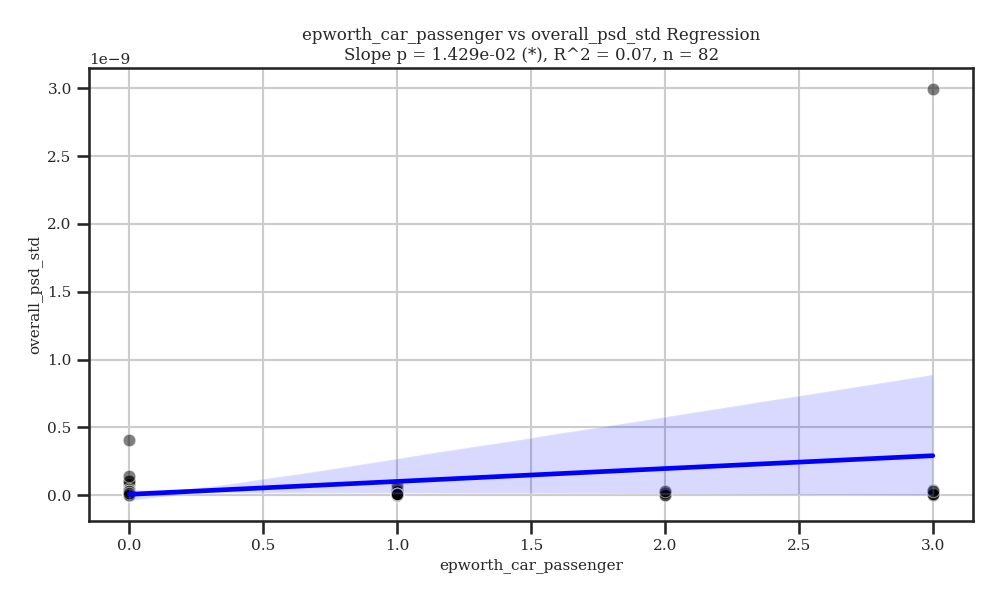 epworth_car_passenger vs overall_psd_std Regression
Slope p = 1.429e-02 (*), R^2 = 0.07, n = 82
1e−9
3.0
2.5
2.0
1.5
1.0
0.5
0.0
overall_psd_std
0.0 0.5 1.0 1.5 2.0 2.5 3.0
epworth_car_passenger